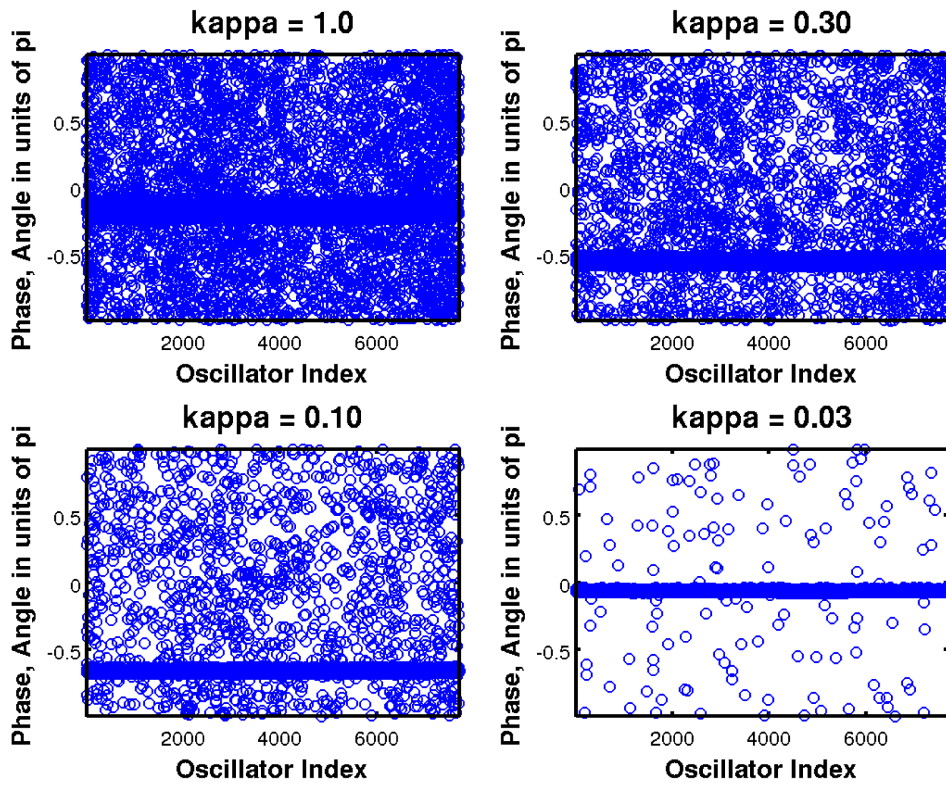 kappa = 1.0
Phase, Angle in units of pi
0.5
0
-0.5
2000 4000 6000
Oscillator Index
kappa = 0.30
Phase, Angle in units of pi
0.5
0
-0.5
2000 4000 6000
Oscillator Index
kappa = 0.10
Phase, Angle in units of pi
0.5
0
-0.5
2000 4000 6000
Oscillator Index
kappa = 0.03
Phase, Angle in units of pi
0.5
0
-0.5
2000 4000 6000
Oscillator Index